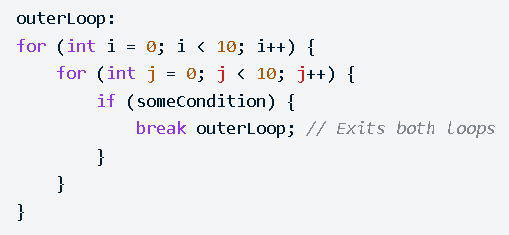 outerLoop:
for (int i = 0; i < 10; i++) {
    for (int j = 0; j < 10; j++) {
        if (someCondition) {
            break outerLoop; // Exits both loops
        }
    }
}